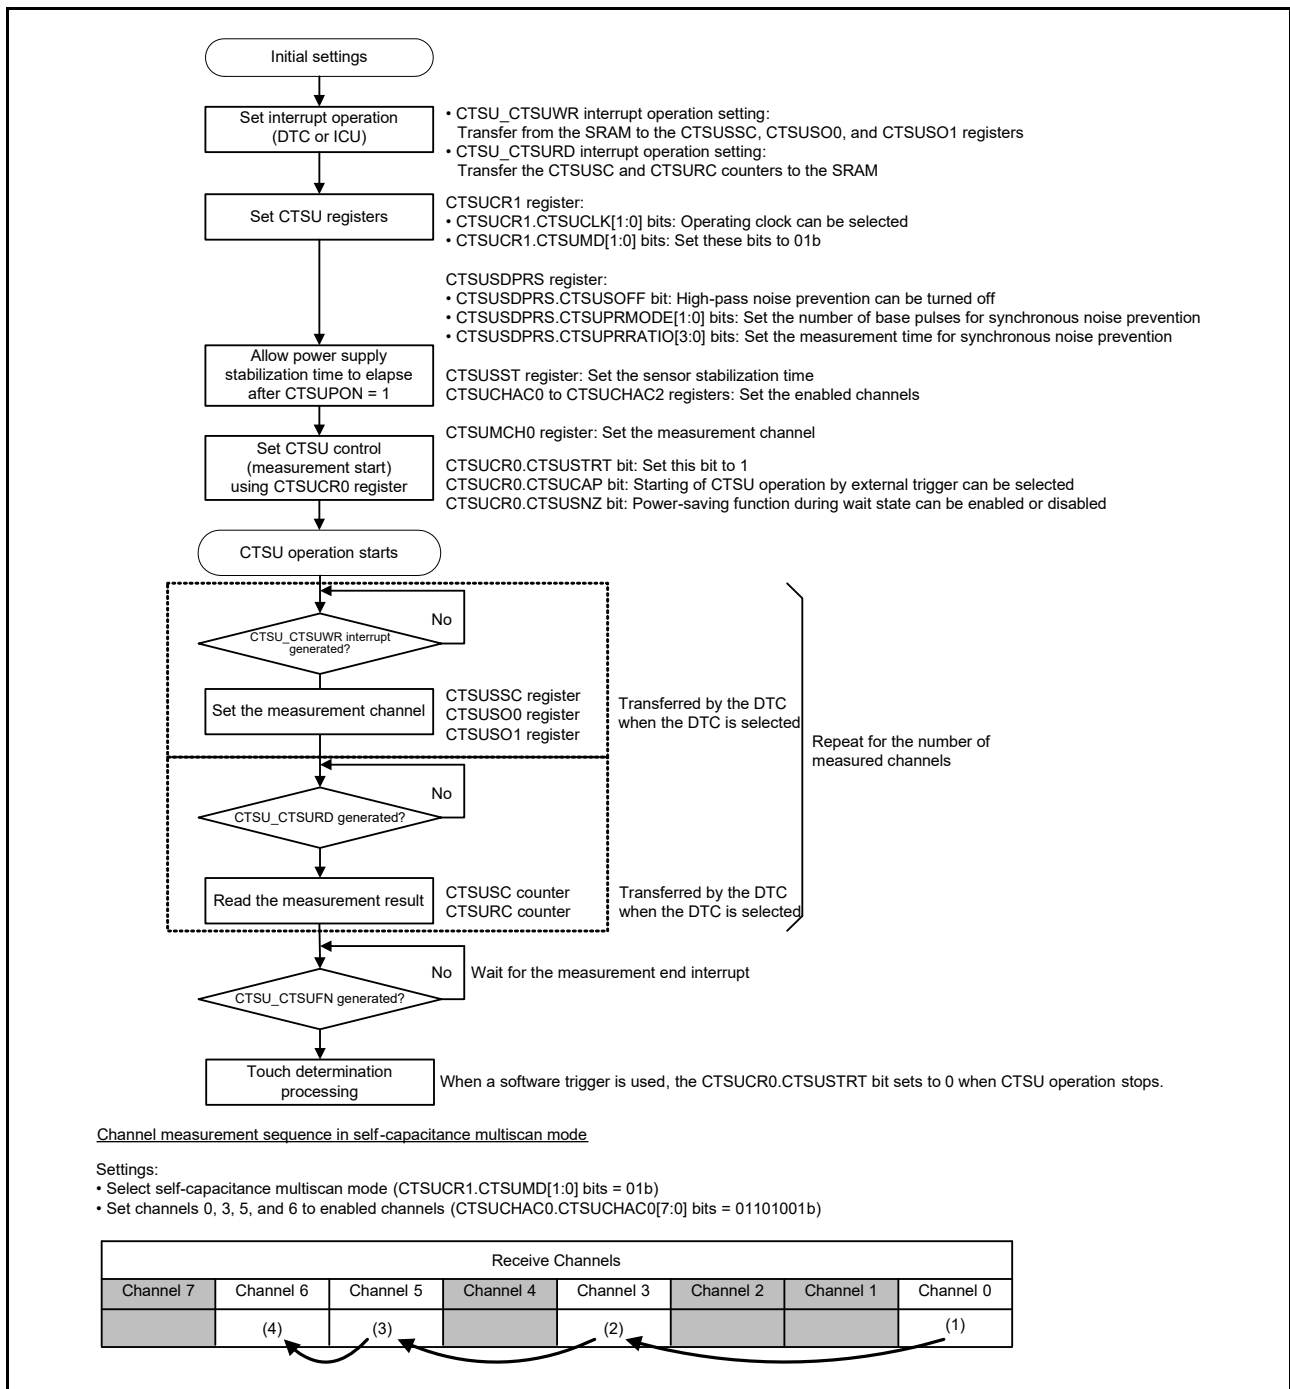 Initial settings
Set interrupt operation
(DTC or ICU)
• CTSU_CTSUWR interrupt operation setting:
Transfer from the SRAM to the CTSUSSC, CTSUSO0, and CTSUSO1 registers
• CTSU_CTSURD interrupt operation setting:
Transfer the CTSUSC and CTSURC counters to the SRAM
Set CTSU registers
CTSUCR1 register:
• CTSUCR1.CTSUCLK[1:0] bits: Operating clock can be selected
• CTSUCR1.CTSUMD[1:0] bits: Set these bits to 01b
CTSUSDPRS register:
• CTSUSDPRS.CTSUSOFF bit: High-pass noise prevention can be turned off
• CTSUSDPRS.CTSUPRMODE[1:0] bits: Set the number of base pulses for synchronous noise prevention
• CTSUSDPRS.CTSUPRRATIO[3:0] bits: Set the measurement time for synchronous noise prevention
Allow power supply
stabilization time to elapse
after CTSUPON = 1
CTSUSST register: Set the sensor stabilization time
CTSUCHAC0 to CTSUCHAC2 registers: Set the enabled channels
CTSUMCH0 register: Set the measurement channel
Set CTSU control
(measurement start)
using CTSUCR0 register
CTSUCR0.CTSUSTRT bit: Set this bit to 1
CTSUCR0.CTSUCAP bit: Starting of CTSU operation by external trigger can be selected
CTSUCR0.CTSUSNZ bit: Power-saving function during wait state can be enabled or disabled
CTSU operation starts
No
CTSU_CTSUWR interrupt
generated?
Set the measurement channel
CTSUSSC register
CTSUSO0 register
CTSUSO1 register
Transferred by the DTC
when the DTC is selected
Repeat for the number of
measured channels
No
CTSU_CTSURD generated?
Read the measurement result
CTSUSC counter
CTSURC counter
Transferred by the DTC
when the DTC is selected
No
Wait for the measurement end interrupt
CTSU_CTSUFN generated?
Touch determination
processing
When a software trigger is used, the CTSUCR0.CTSUSTRT bit sets to 0 when CTSU operation stops.
Channel measurement sequence in self-capacitance multiscan mode
Settings:
• Select self-capacitance multiscan mode (CTSUCR1.CTSUMD[1:0] bits = 01b)
• Set channels 0, 3, 5, and 6 to enabled channels (CTSUCHAC0.CTSUCHAC0[7:0] bits = 01101001b)
Receive Channels
Channel 7 Channel 6 Channel 5 Channel 4 Channel 3 Channel 2 Channel 1 Channel 0
(4) (3) (2) (1)